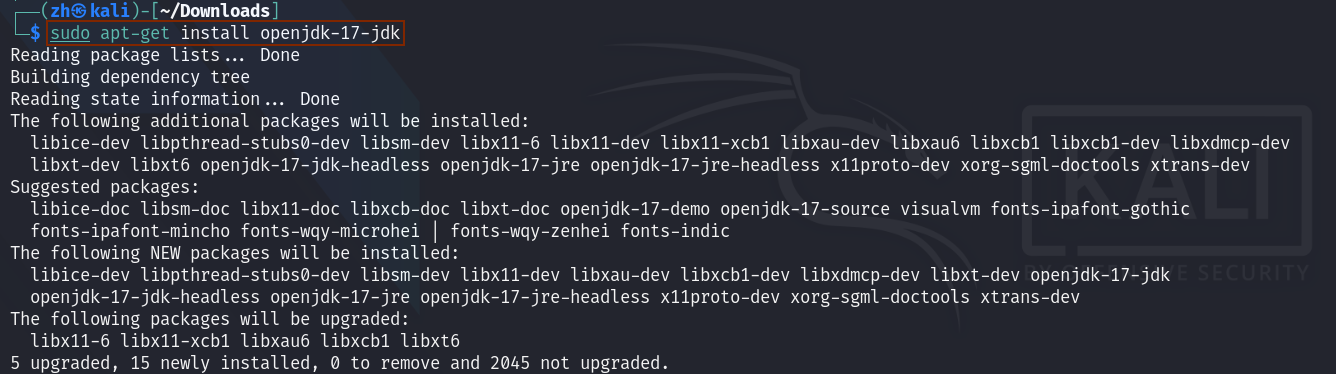 ┌──(zh㉿kali)-[~/Downloads]
└─$ sudo apt-get install openjdk-17-jdk
Reading package lists... Done
Building dependency tree
Reading state information... Done
The following additional packages will be installed:
  libice-dev libpthread-stubs0-dev libsm-dev libx11-6 libx11-dev libx11-xcb1 libxau-dev libxau6 libxcb1 libxcb1-dev libxdmcp-dev
  libxt-dev libxt6 openjdk-17-jdk-headless openjdk-17-jre openjdk-17-jre-headless x11proto-dev xorg-sgml-doctools xtrans-dev
Suggested packages:
  libice-doc libsm-doc libx11-doc libxcb-doc libxt-doc openjdk-17-demo openjdk-17-source visualvm fonts-ipafont-gothic
  fonts-ipafont-mincho fonts-wqy-microhei | fonts-wqy-zenhei fonts-indic
The following NEW packages will be installed:
  libice-dev libpthread-stubs0-dev libsm-dev libx11-dev libxau-dev libxcb1-dev libxdmcp-dev libxt-dev openjdk-17-jdk
  openjdk-17-jdk-headless openjdk-17-jre openjdk-17-jre-headless x11proto-dev xorg-sgml-doctools xtrans-dev
The following packages will be upgraded:
  libx11-6 libx11-xcb1 libxau6 libxcb1 libxt6
5 upgraded, 15 newly installed, 0 to remove and 2045 not upgraded.
KALI
SECURITY